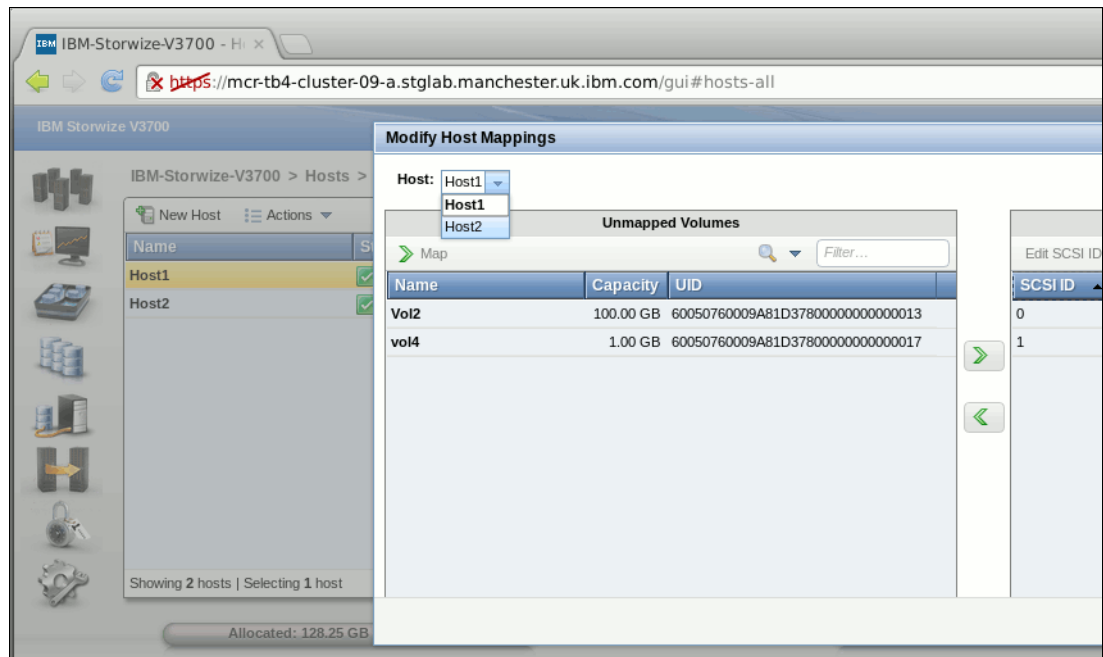 IBM IBM-Storwize-V3700 - H
https://mcr-tb4-cluster-09-a.stglab.manchester.uk.ibm.com/gui#hosts-all
IBM Storwize V3700
Modify Host Mappings
IBM-Storwize-V3700 > Hosts >
Host: Host1
Host1
Host2
New Host Actions
Unmapped Volumes
Map
Filter...
Edit SCSI ID
Name
Host1
Host2
Name Capacity UID
SCSI ID
Vol2 100.00 GB 60050760009A81D37800000000000013
0
vol4 1.00 GB 60050760009A81D37800000000000017
1
Showing 2 hosts | Selecting 1 host
Allocated: 128.25 GB